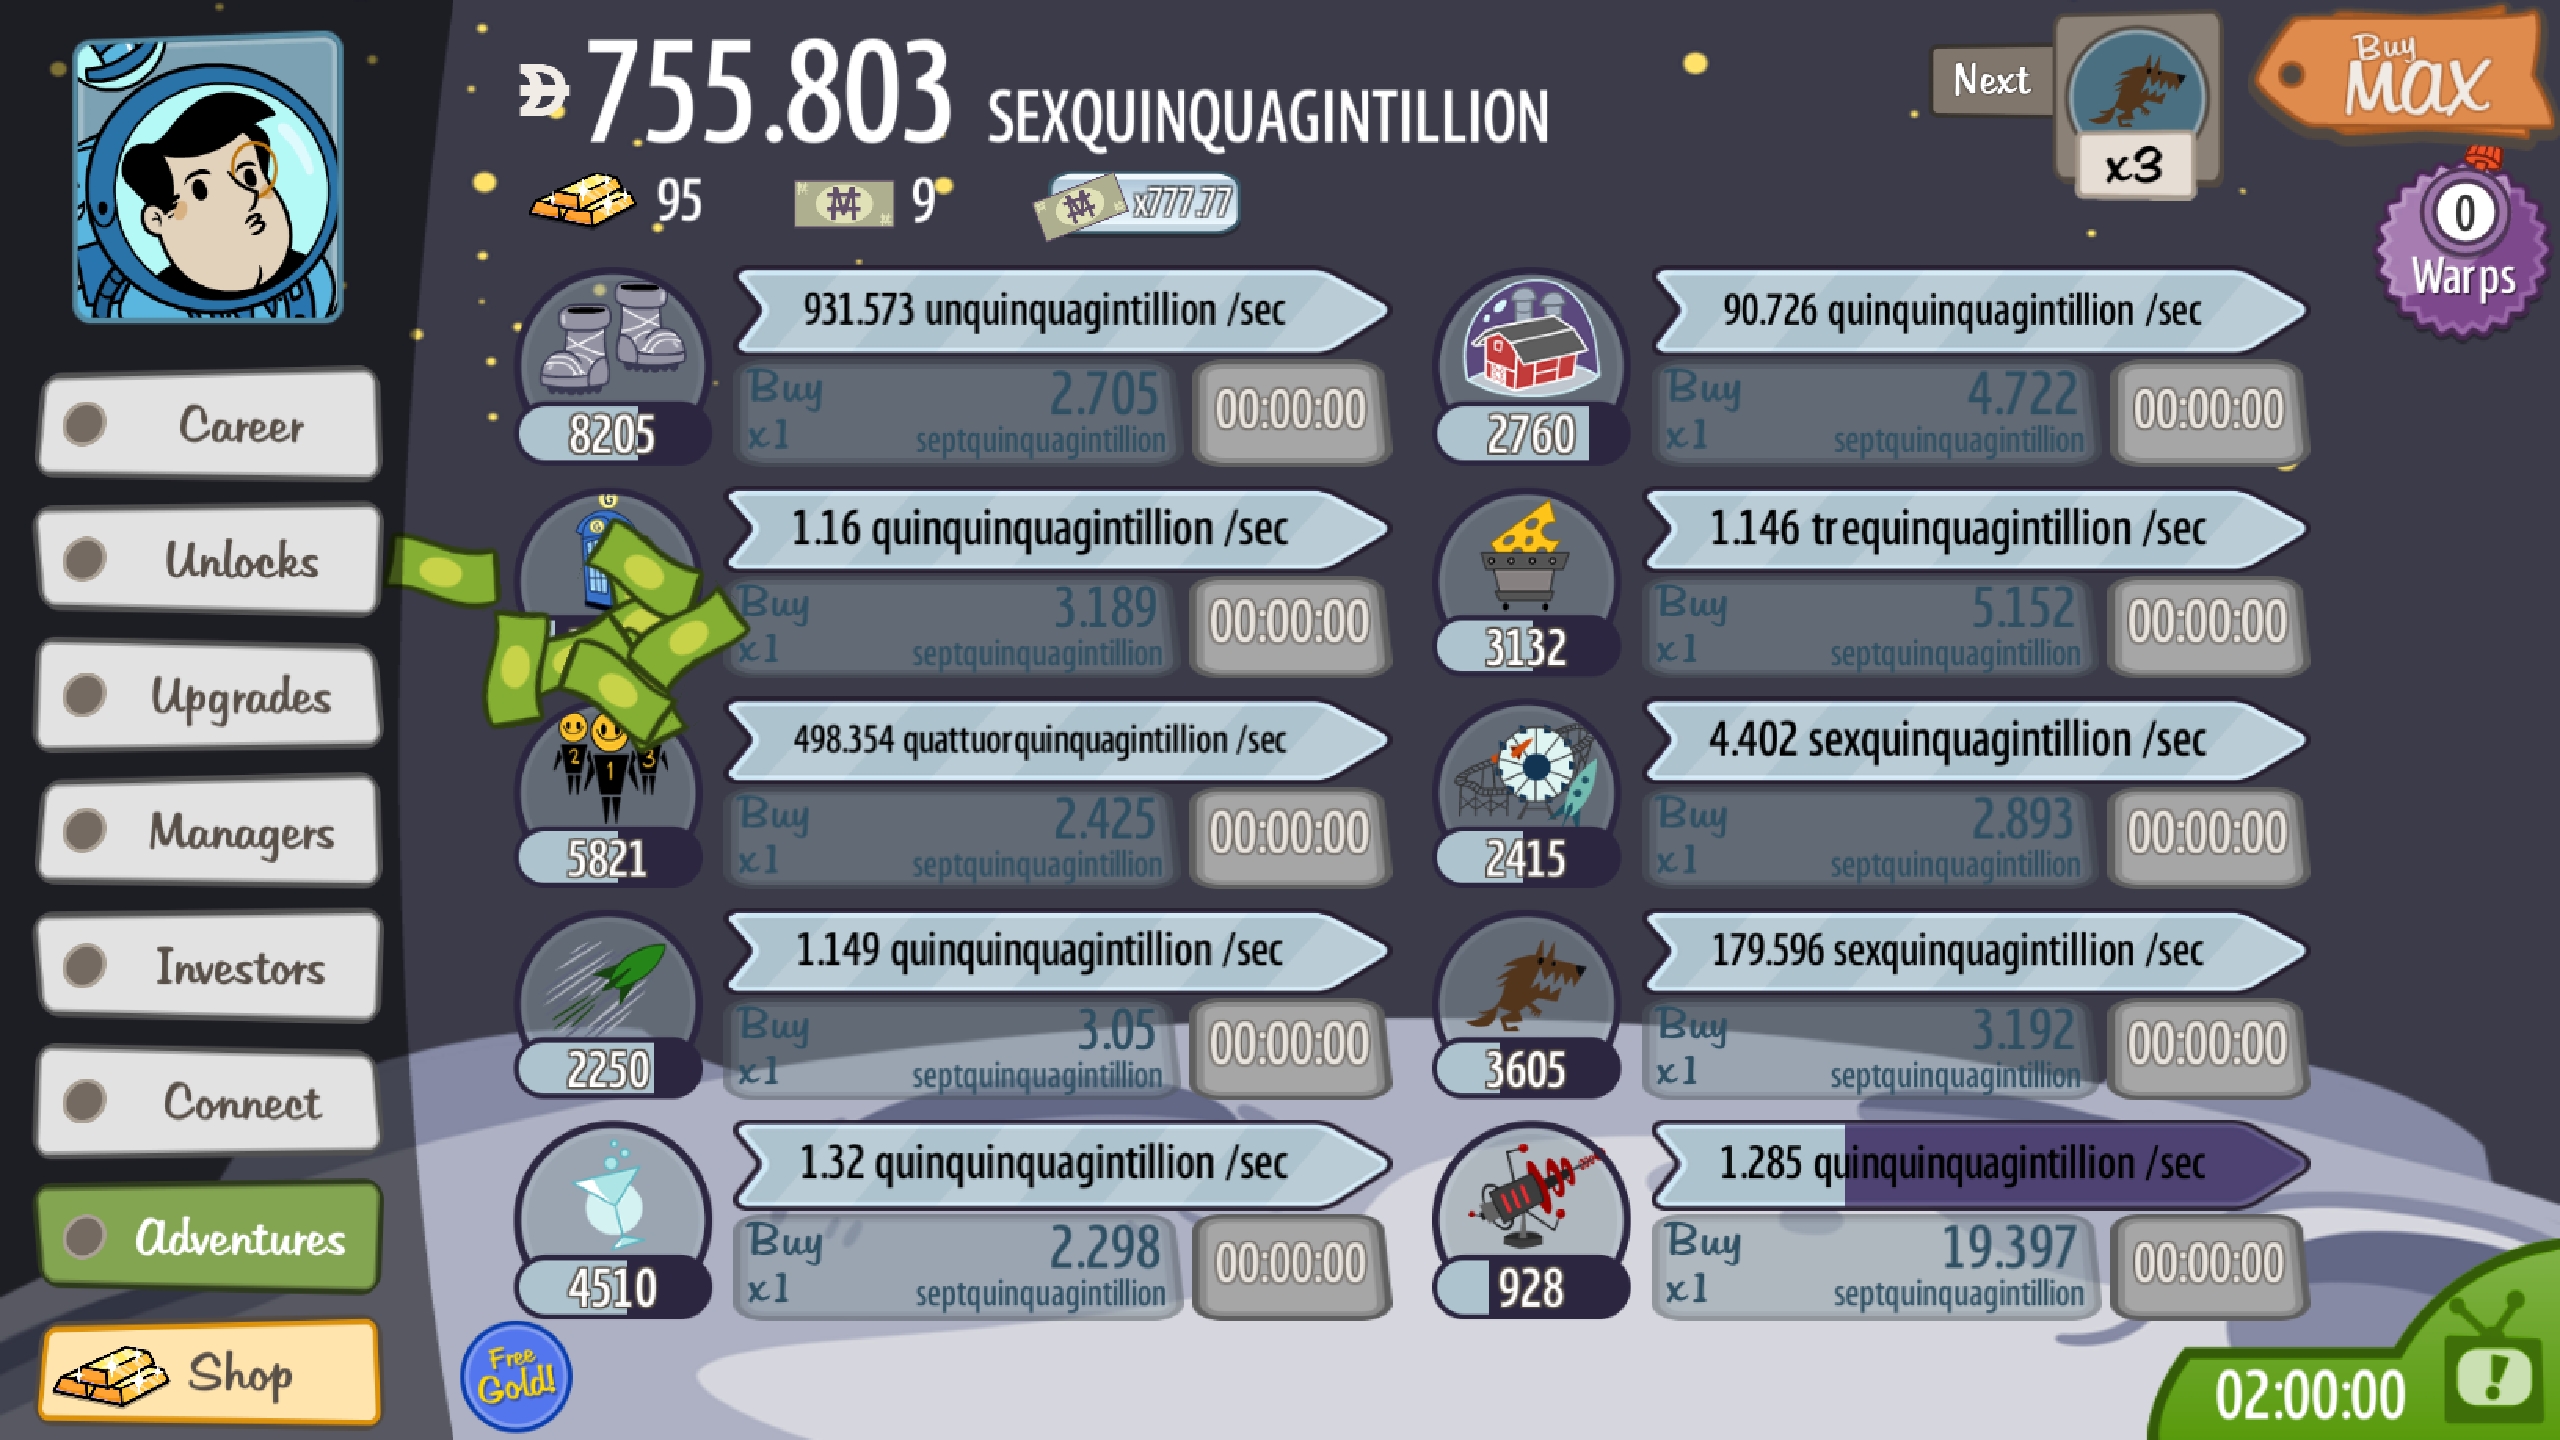 755.803 SEXQUINQUAGINTILLION
Next
x3
Buy
MAX
95
9
x777.77
0
Warps
Career
Unlocks
Upgrades
Managers
Investors
Connect
Adventures
Shop
931.573 unquinquagintillion /sec
8205
Buy
x1
2.705
septquinquagintillion
00:00:00
90.726 quinquinquagintillion /sec
2760
Buy
x1
4.722
septquinquagintillion
00:00:00
G
G
1.16 quinquinquagintillion /sec
Buy
x1
3.189
septquinquagintillion
00:00:00
1.146 trequinquagintillion /sec
3132
Buy
x1
5.152
septquinquagintillion
00:00:00
2 1 3
498.354 quattuorquinquagintillion /sec
5821
Buy
x1
2.425
septquinquagintillion
00:00:00
4.402 sexquinquagintillion /sec
2415
Buy
x1
2.893
septquinquagintillion
00:00:00
1.149 quinquinquagintillion /sec
2250
Buy
x1
3.05
septquinquagintillion
00:00:00
179.596 sexquinquagintillion /sec
3605
Buy
x1
3.192
septquinquagintillion
00:00:00
1.32 quinquinquagintillion /sec
4510
Buy
x1
2.298
septquinquagintillion
00:00:00
1.285 quinquinquagintillion /sec
928
Buy
x1
19.397
septquinquagintillion
00:00:00
Free
Gold!
02:00:00
!